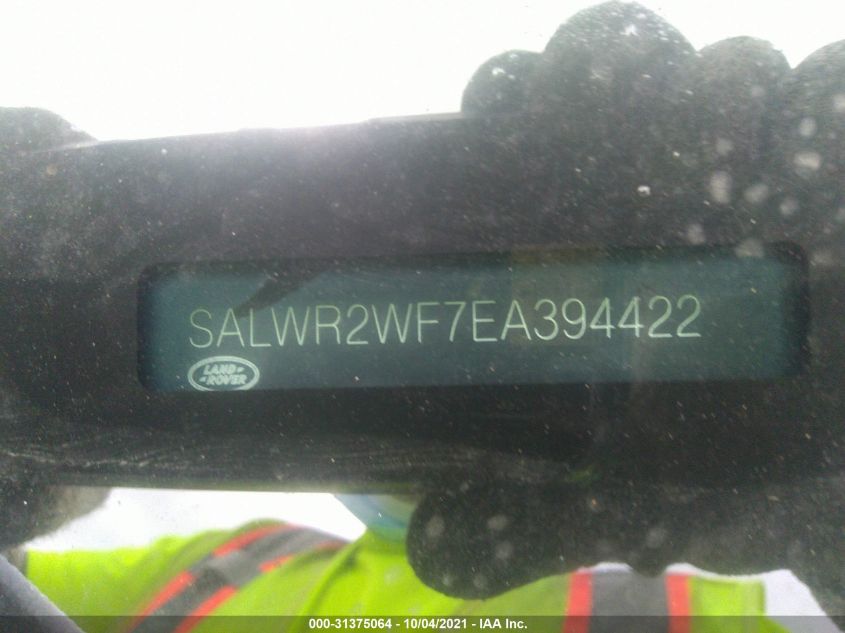 SALWR2WF7EA394422
LAND-
-ROVER
000-31375064 - 10/04/2021 - IAA Inc.